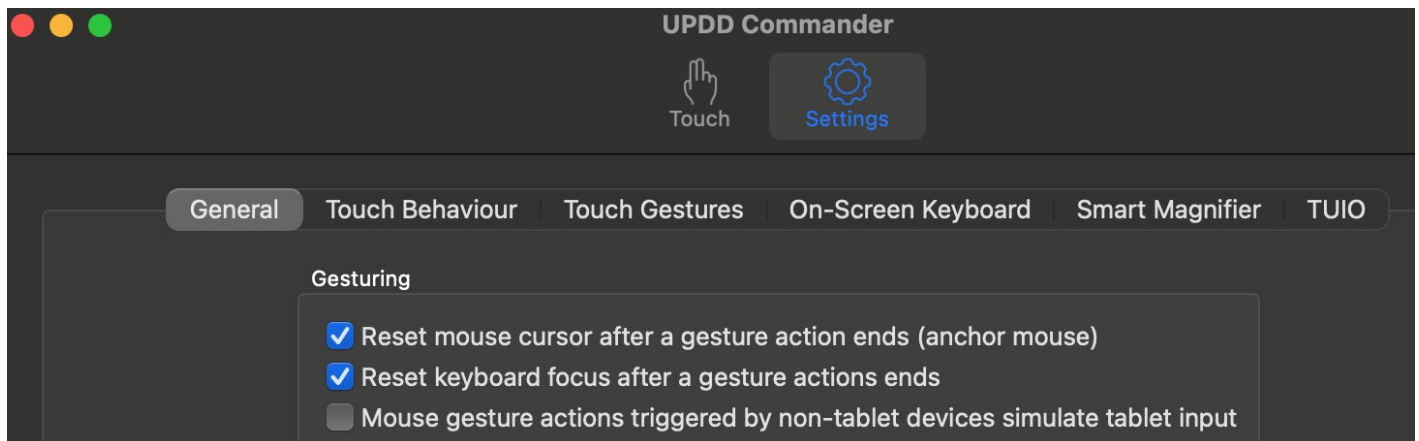 UPDD Commander
Touch
Settings
General
Touch Behaviour
Touch Gestures
On-Screen Keyboard
Smart Magnifier
TUIO
Gesturing
Reset mouse cursor after a gesture action ends (anchor mouse)
Reset keyboard focus after a gesture actions ends
Mouse gesture actions triggered by non-tablet devices simulate tablet input